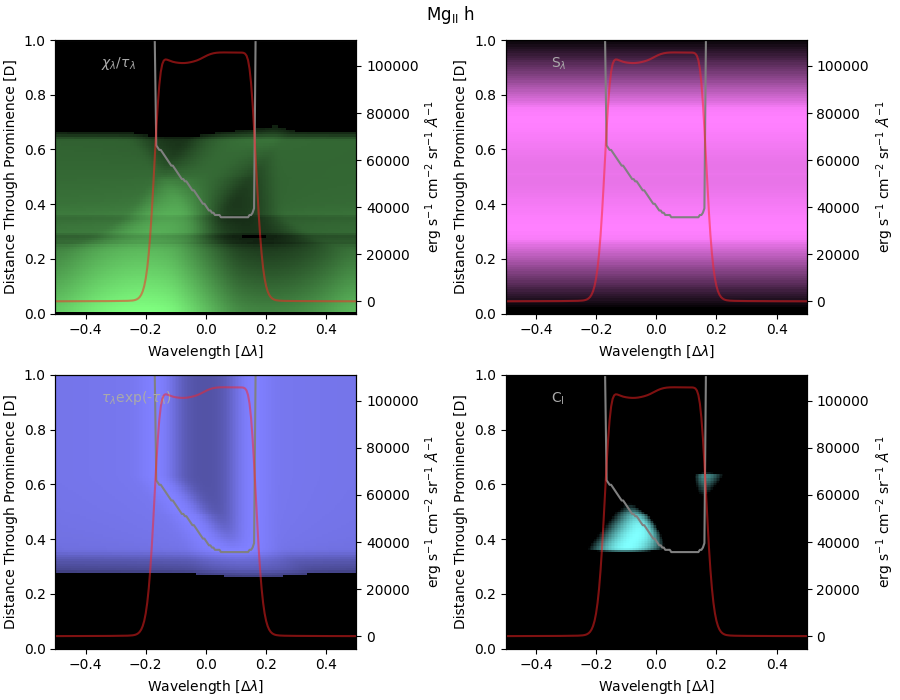 Mg_II h
χ_λ/τ_λ
1.0
0.8
0.6
0.4
0.2
0.0
Distance Through Prominence [D]
−0.4 −0.2 0.0 0.2 0.4
Wavelength [Δλ]
100000
80000
60000
40000
20000
0
erg s⁻¹ cm⁻² sr⁻¹ Å⁻¹
S_λ
1.0
0.8
0.6
0.4
0.2
0.0
Distance Through Prominence [D]
−0.4 −0.2 0.0 0.2 0.4
Wavelength [Δλ]
100000
80000
60000
40000
20000
0
erg s⁻¹ cm⁻² sr⁻¹ Å⁻¹
τ_λexp(-τ_λ)
1.0
0.8
0.6
0.4
0.2
0.0
Distance Through Prominence [D]
−0.4 −0.2 0.0 0.2 0.4
Wavelength [Δλ]
100000
80000
60000
40000
20000
0
erg s⁻¹ cm⁻² sr⁻¹ Å⁻¹
C_I
1.0
0.8
0.6
0.4
0.2
0.0
Distance Through Prominence [D]
−0.4 −0.2 0.0 0.2 0.4
Wavelength [Δλ]
100000
80000
60000
40000
20000
0
erg s⁻¹ cm⁻² sr⁻¹ Å⁻¹